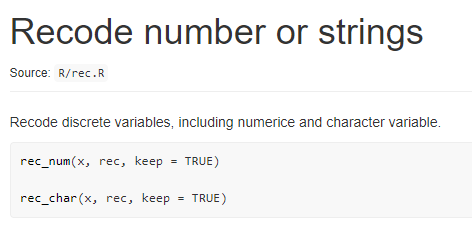 Recode number or strings
Source: R/rec.R
Recode discrete variables, including numerice and character variable.
rec_num(x, rec, keep = TRUE)
rec_char(x, rec, keep = TRUE)